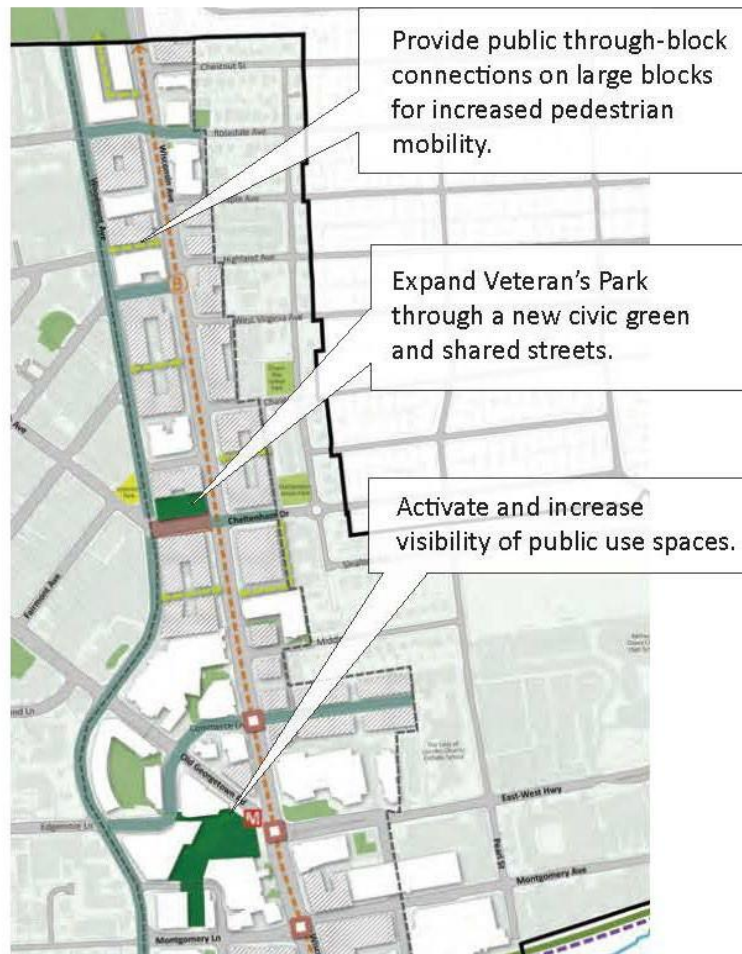 Provide public through-block
connections on large blocks
for increased pedestrian
mobility.
Chestnut St
Rosedale Ave
Wisconsin Ave
Woodmont Ave
Highland Ave
B
West Virginia Ave
Expand Veteran's Park
through a new civic green
and shared streets.
Cheltenham Dr
Activate and increase
visibility of public use spaces.
Fairmont Ave
Middle
Commerce Ln
Old Georgetown Rd
East-West Hwy
Edgemoor Ln
M
Pearl St
Montgomery Ave
Montgomery Ln